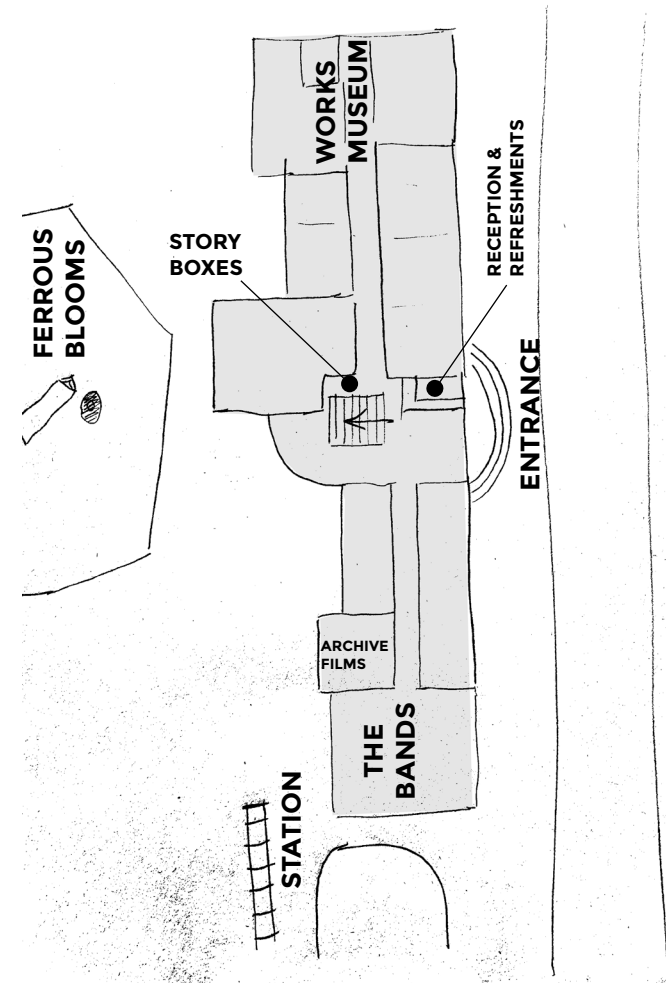 WORKS
MUSEUM
RECEPTION &
REFRESHMENTS
STORY
BOXES
FERROUS
BLOOMS
ENTRANCE
ARCHIVE
FILMS
THE
BANDS
STATION